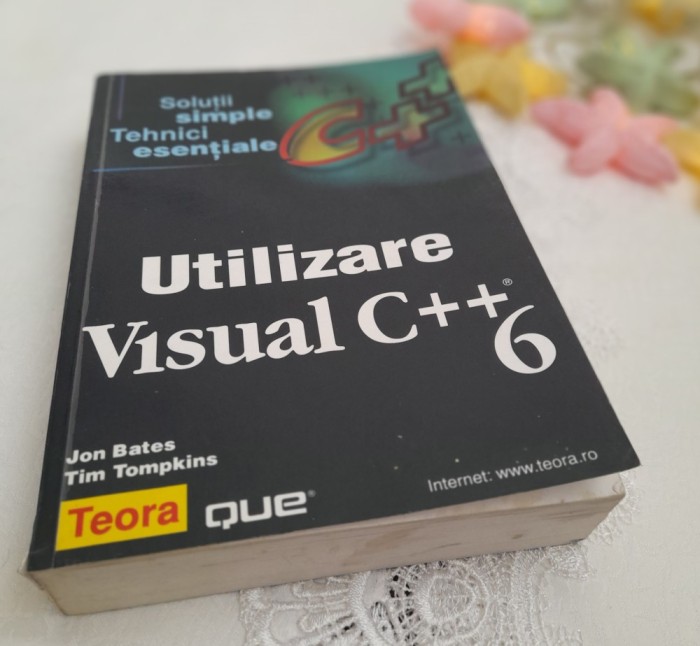 Soluții
simple
Tehnici
esențiale
C++
Utilizare
Visual C++®
6
Jon Bates
Tim Tompkins
Teora
QUE®
Internet: www.teora.ro